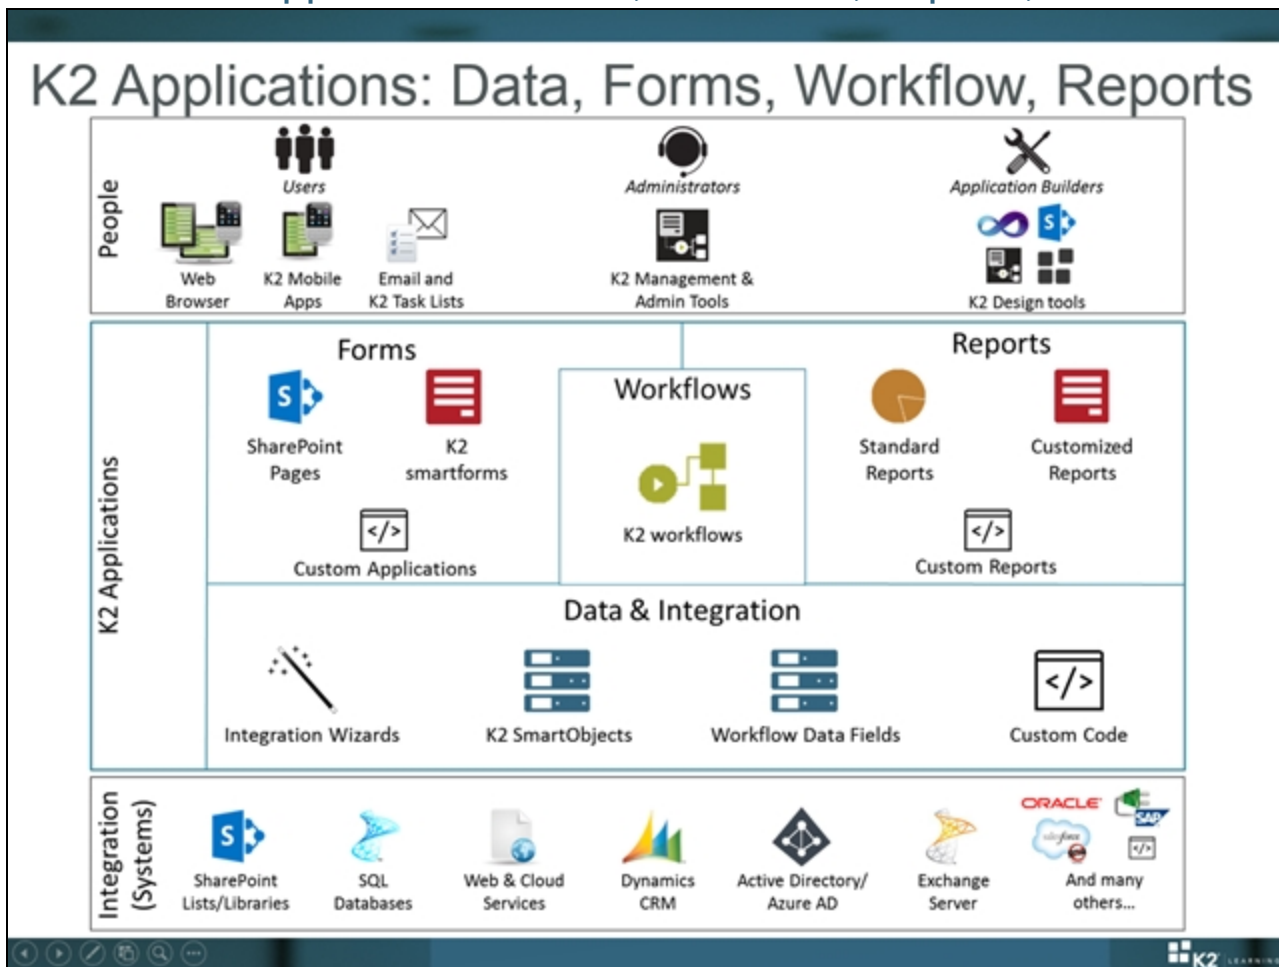 K2 Applications: Data, Forms, Workflow, Reports
People
Users
Administrators
Application Builders
Web
Browser
K2 Mobile
Apps
Email and
K2 Task Lists
K2 Management &
Admin Tools
K2 Design tools
K2 Applications
Forms
SharePoint
Pages
K2
smartforms
</>
Custom Applications
Workflows
K2 workflows
Reports
Standard
Reports
Customized
Reports
</>
Custom Reports
Data & Integration
Integration Wizards
K2 SmartObjects
Workflow Data Fields
</>
Custom Code
Integration
(Systems)
SharePoint
Lists/Libraries
SQL
Databases
Web & Cloud
Services
Dynamics
CRM
Active Directory/
Azure AD
Exchange
Server
ORACLE
SAP
salesforce
</>
And many
others...
K2 LEARNING